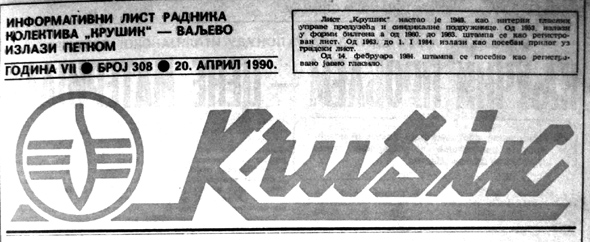 ИНФОРМАТИВНИ ЛИСТ РАДНИКА
КОЛЕКТИВА „КРУШИК" — ВАЉЕВО
ИЗЛАЗИ ПЕТКОМ
ГОДИНА VII ● БРОЈ 308 ● 20. АПРИЛ 1990.
Лист „Крушик" настао је 1949. као интерни гласник
управе предузећа и синдикалне подружнице. Од 1953. излази
у форми билтена а од 1960. до 1963. штампа се као регистро-
ван лист. Од 1963. до 1. I 1984. излази као посебан прилог уз
градски лист.
Од 14. фебруара 1984. штампа се посебно као регистро-
вано јавно гласило.
Krušik